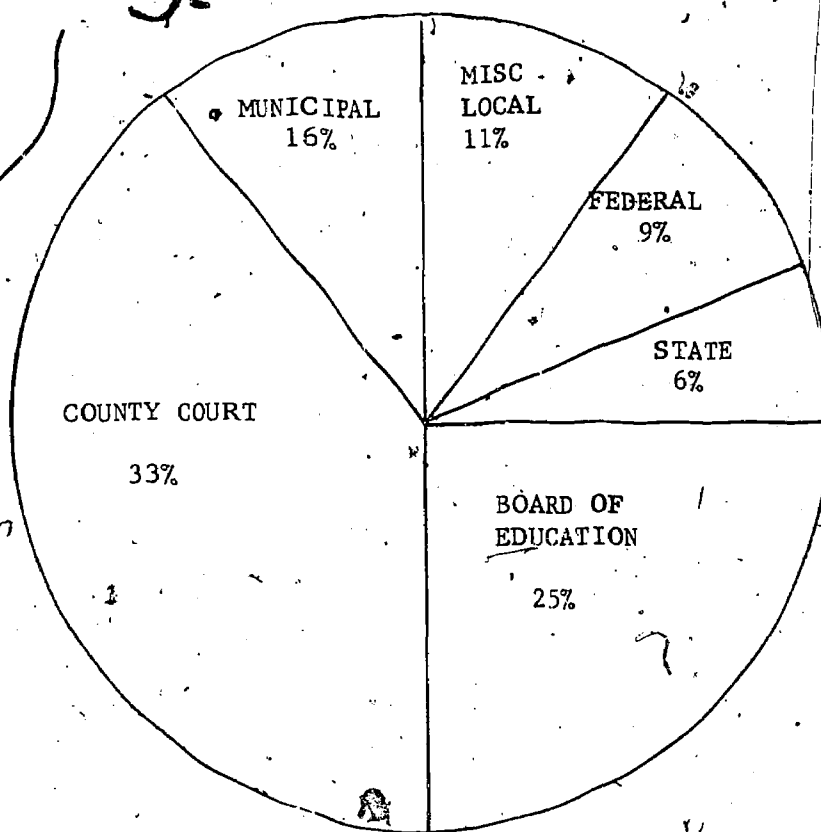 MUNICIPAL
16%
MISC
LOCAL
11%
FEDERAL
9%
STATE
6%
COUNTY COURT
33%
BOARD OF
EDUCATION
25%